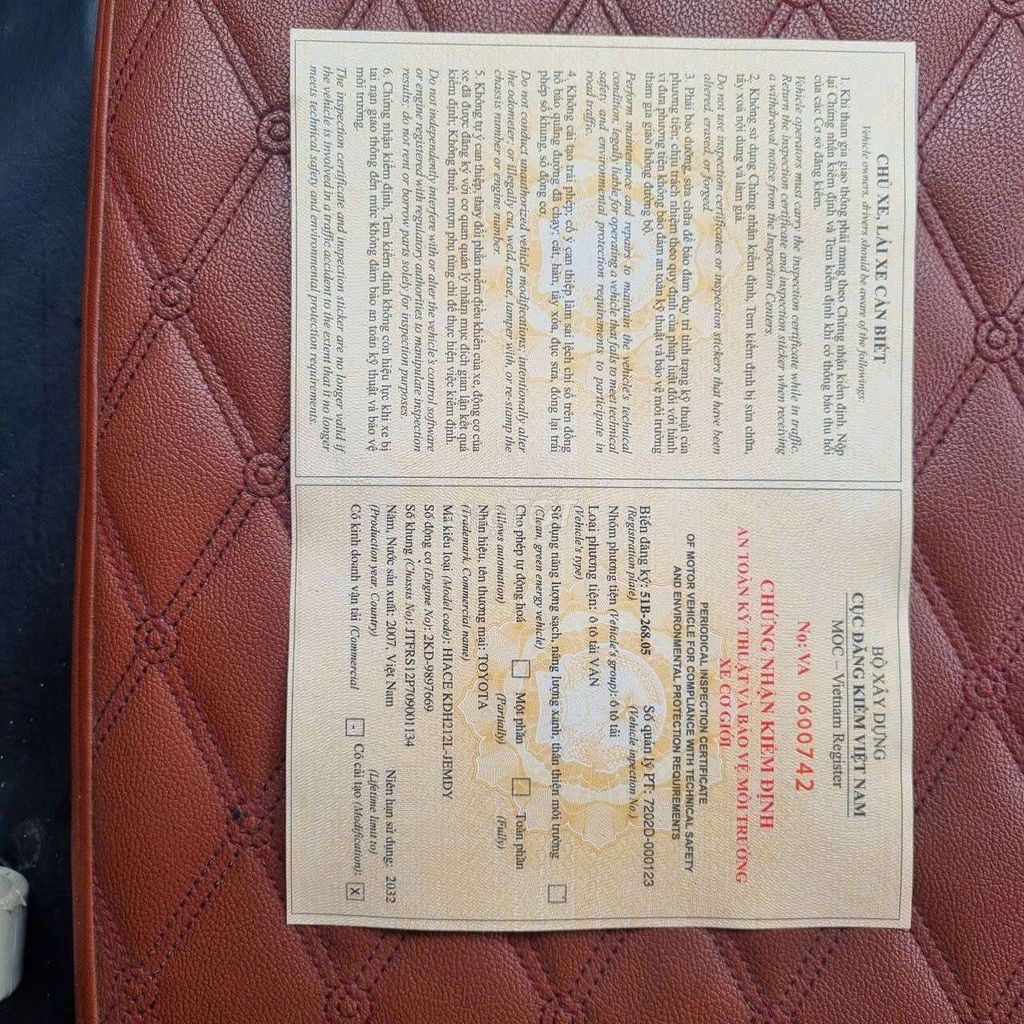 CHỦ XE, LÁI XE CẦN BIẾT
Vehicle owners, drivers should be aware of the followings:
1. Khi tham gia giao thông phải mang theo Chứng nhận kiểm định. Nộp
lại Chứng nhận kiểm định và Tem kiểm định khi có thông báo thu hồi
của các Cơ sở đăng kiểm.
Vehicle operators must carry the inspection certificate while in traffic.
Return the inspection certificate and inspection sticker when receiving
a withdrawal notice from the Inspection Centers.
2. Không sử dụng Chứng nhận kiểm định, Tem kiểm định bị sửa chữa,
tẩy xoá nội dung và làm giả.
Do not use inspection certificates or inspection stickers that have been
altered, erased, or forged.
3. Phải bảo dưỡng, sửa chữa để bảo đảm duy trì tình trạng kỹ thuật của
phương tiện; chịu trách nhiệm theo quy định của pháp luật đối với hành
vi đưa phương tiện không bảo đảm an toàn kỹ thuật và bảo vệ môi trường
tham gia giao thông đường bộ.
Perform maintenance and repairs to maintain the vehicle's technical
condition; legally liable for operating a vehicle that fails to meet technical
safety and environmental protection requirements to participate in
road traffic.
4. Không cải tạo trái phép; cố ý can thiệp làm sai lệch chỉ số trên đồng
hồ báo quãng đường đã chạy; cắt, hàn, tẩy xóa, đục sửa, đóng lại trái
phép số khung, số động cơ.
Do not conduct unauthorized vehicle modifications; intentionally alter
the odometer; or illegally cut, weld, erase, tamper with, or re-stamp the
chassis number or engine number.
5. Không tự ý can thiệp, thay đổi phần mềm điều khiển của xe, động cơ của
xe đã được đăng ký với cơ quan quản lý nhằm mục đích gian lận kết quả
kiểm định; Không thuê, mượn phụ tùng chỉ để thực hiện việc kiểm định.
Do not independently interfere with or alter the vehicle's control software
or engine registered with regulatory authorities to manipulate inspection
results; do not rent or borrow parts solely for inspection purposes.
6. Chứng nhận kiểm định, Tem kiểm định không còn hiệu lực khi xe bị
tai nạn giao thông đến mức không đảm bảo an toàn kỹ thuật và bảo vệ
môi trường.
The inspection certificate and inspection sticker are no longer valid if
the vehicle is involved in a traffic accident to the extent that it no longer
meets technical safety and environmental protection requirements.
BỘ XÂY DỰNG
CỤC ĐĂNG KIỂM VIỆT NAM
MOC – Vietnam Register
No: VA 0600742
CHỨNG NHẬN KIỂM ĐỊNH
AN TOÀN KỸ THUẬT VÀ BẢO VỆ MÔI TRƯỜNG
XE CƠ GIỚI
PERIODICAL INSPECTION CERTIFICATE
OF MOTOR VEHICLE FOR COMPLIANCE WITH TECHNICAL SAFETY
AND ENVIRONMENTAL PROTECTION REQUIREMENTS
Biển đăng ký: 51B-268.05 Số quản lý PT: 7202D-000123
(Registration plate) (Vehicle inpection No.)
Nhóm phương tiện (Vehicle's group): ô tô tải
Loại phương tiện: ô tô tải VAN
(Vehicle's type)
Sử dụng năng lượng sạch, năng lượng xanh, thân thiện môi trường -
(Clean, green energy vehicle)
Cho phép tự động hoá Một phần - Toàn phần
(Allows automation) (Partially) (Fully)
Nhãn hiệu, tên thương mại: TOYOTA
(Trademark, Commercial name)
Mã kiểu loại (Model code): HIACE KDH212L-JEMDY
Số động cơ (Engine No): 2KD-9897669
Số khung (Chassis No): JTFRS12P709001134
Năm, Nước sản xuất: 2007, Việt Nam Niên hạn sử dụng: 2032
(Production year, Country) (Lifetime limit to)
Có kinh doanh vận tải (Commercial - Có cải tạo (Modification): X